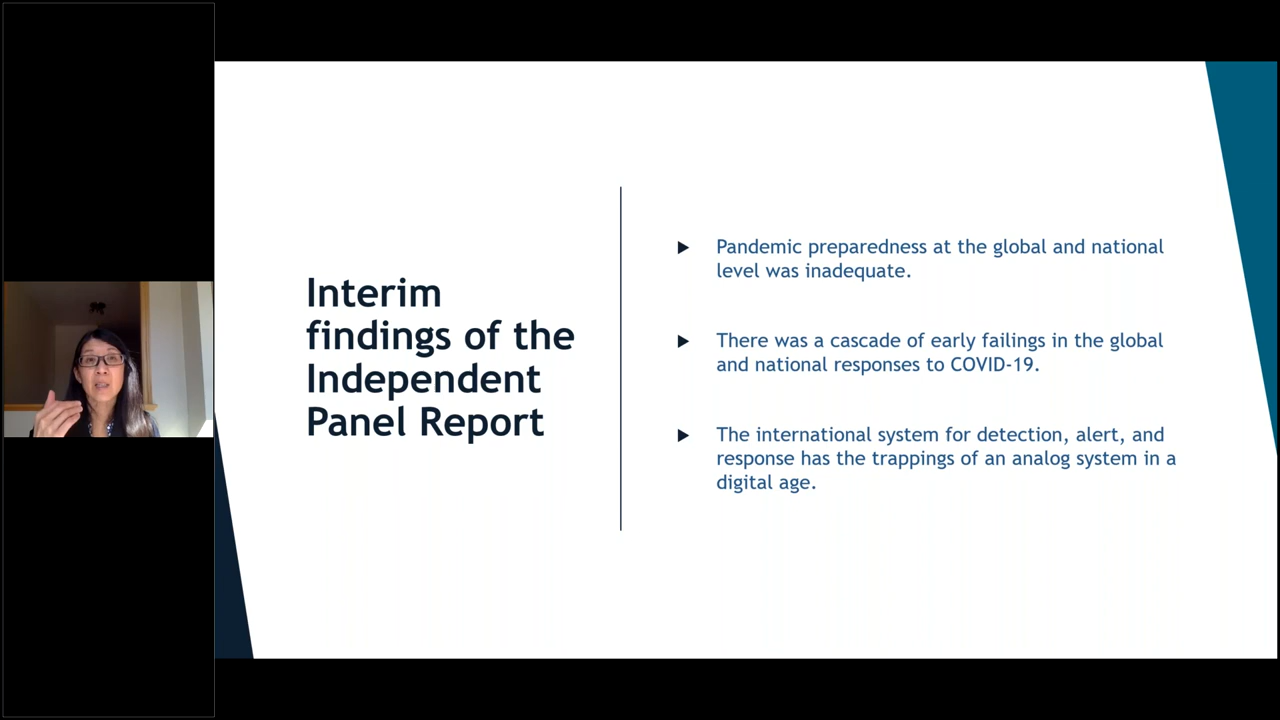 Interim
findings of the
Independent
Panel Report
Pandemic preparedness at the global and national
level was inadequate.
There was a cascade of early failings in the global
and national responses to COVID-19.
The international system for detection, alert, and
response has the trappings of an analog system in a
digital age.